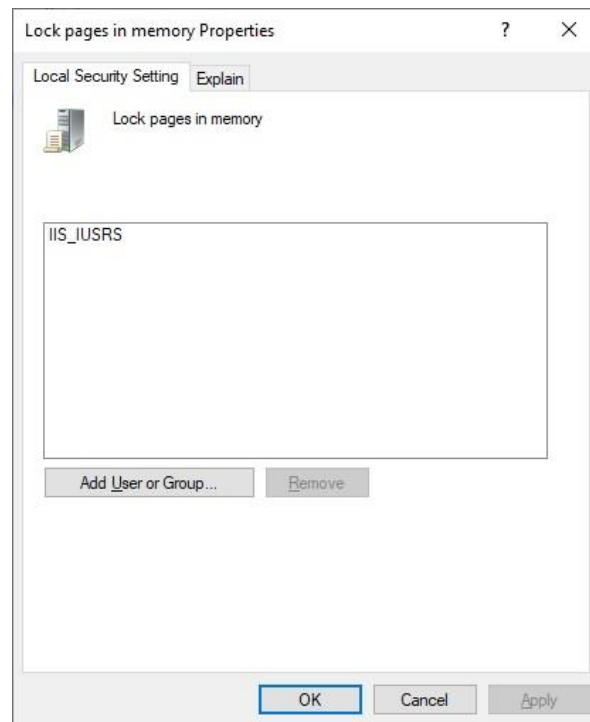 Lock pages in memory Properties
? ×
Local Security Setting Explain
Lock pages in memory
IIS_IUSRS
Add User or Group... Remove
OK Cancel Apply